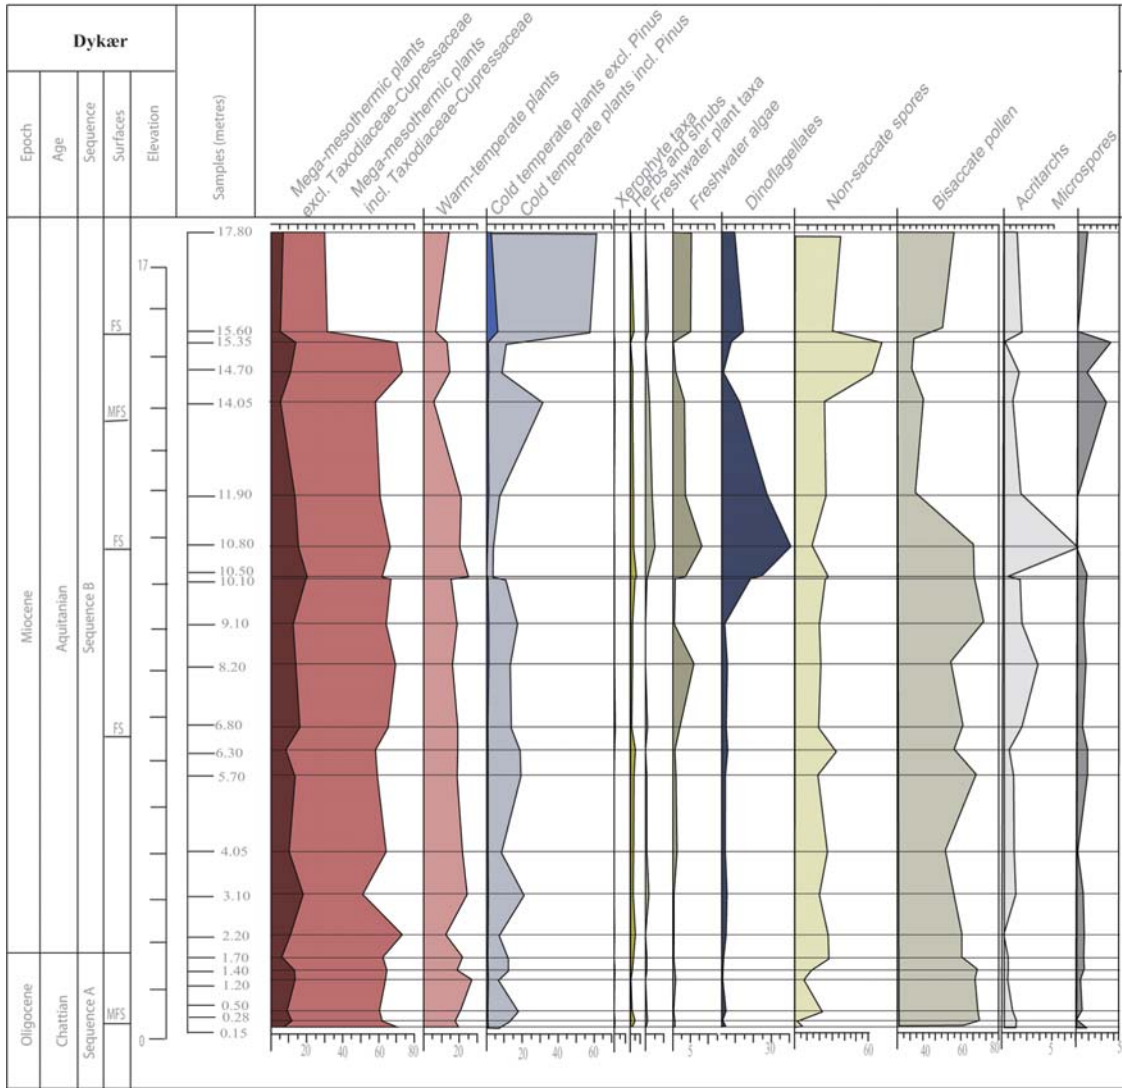 Dykær
Epoch
Age
Sequence
Surfaces
Elevation
Samples (metres)
Mega-mesothermic plants
excl. Taxodiaceae-Cupressaceae
Mega-mesothermic plants
incl. Taxodiaceae-Cupressaceae
Warm-temperate plants
Cold temperate plants excl. Pinus
Cold temperate plants incl. Pinus
Xerophyte taxa
Herbs and shrubs
Freshwater plant taxa
Freshwater algae
Dinoflagellates
Non-saccate spores
Bisaccate pollen
Acritarchs
Microspores
Miocene
Oligocene
Aquitanian
Chattian
Sequence B
Sequence A
FS
MFS
FS
FS
MFS
17
0
17.80
15.60
15.35
14.70
14.05
11.90
10.80
10.50
10.10
9.10
8.20
6.80
6.30
5.70
4.05
3.10
2.20
1.70
1.40
1.20
0.50
0.28
0.15
20 40 60 80 20 20 40 60 5 30 60 40 60 80 5 5